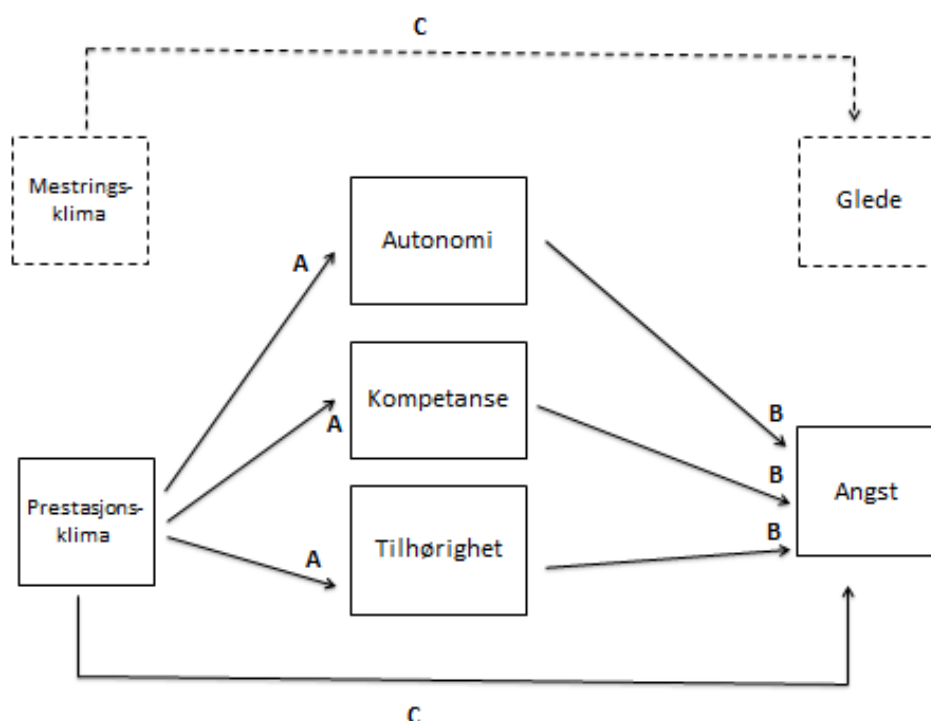 C
Mestrings-
klima
Glede
Autonomi
A
Kompetanse
A
B
B
Prestasjons-
klima
Angst
Tilhørighet
A
B
C